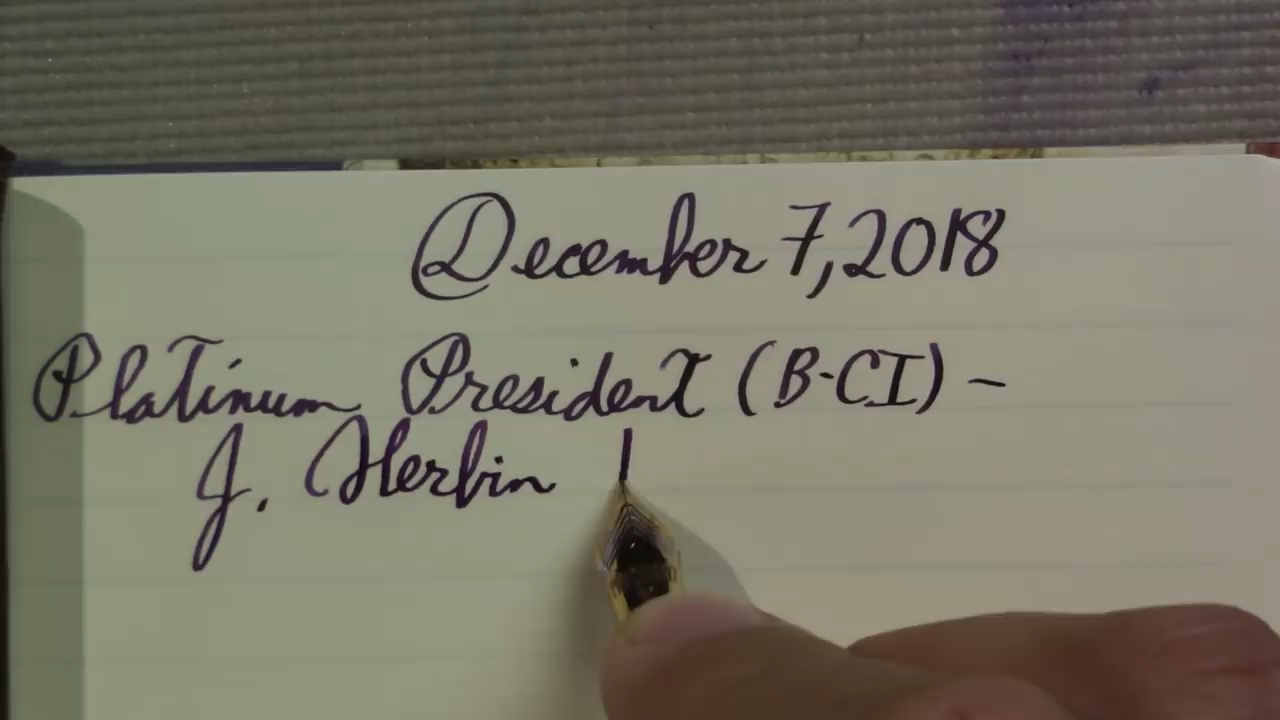 December 7, 2018
Platinum President (B-CI) -
J. Herbin